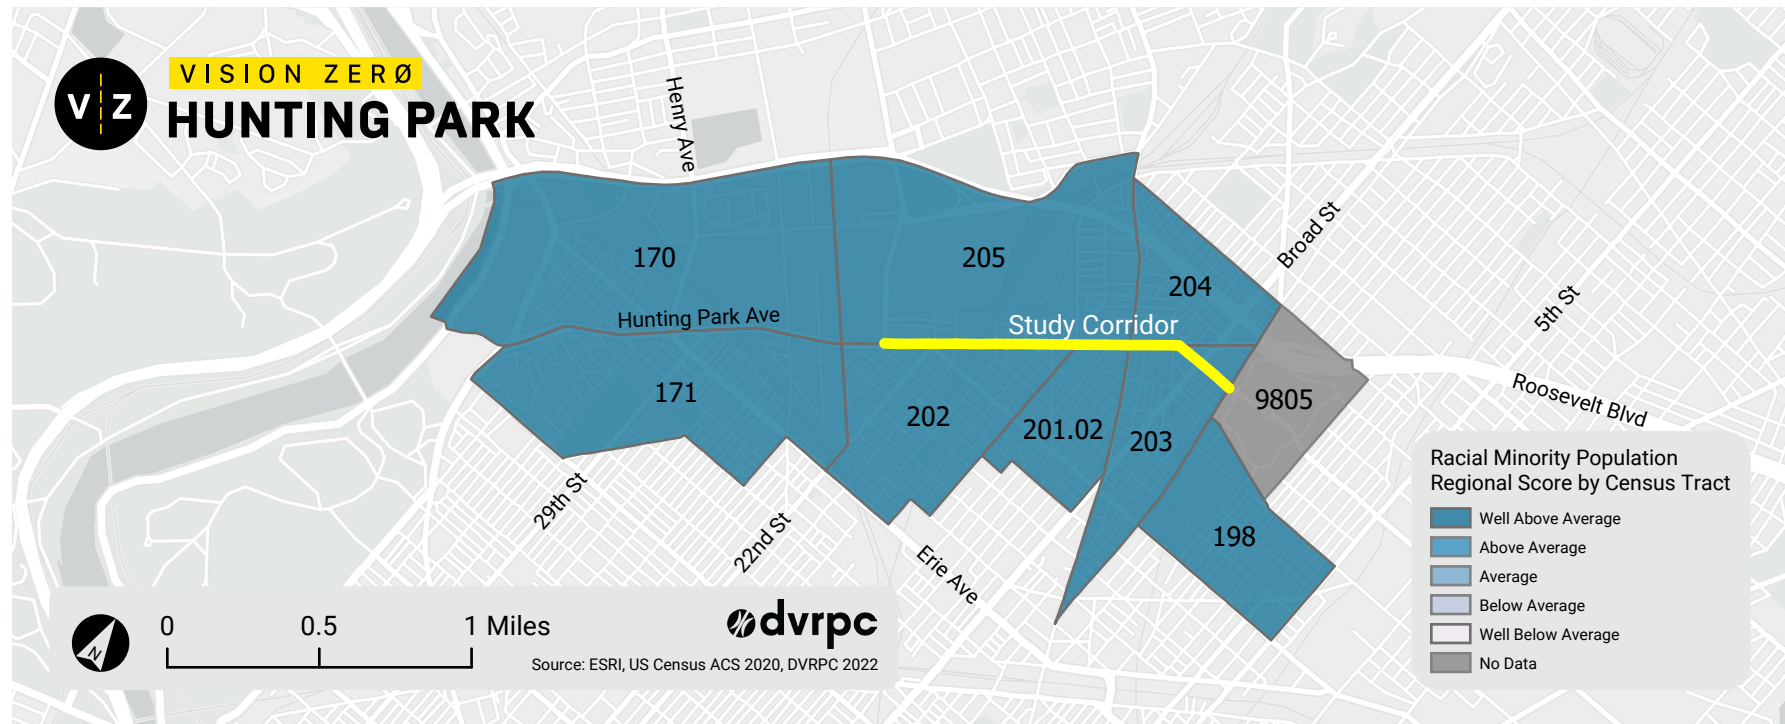 V Z
VISION ZERØ
HUNTING PARK
Henry Ave
Broad St
5th St
170
205
204
Hunting Park Ave
Study Corridor
Roosevelt Blvd
171
202
201.02
203
9805
198
29th St
22nd St
Erie Ave
Racial Minority Population
Regional Score by Census Tract
Well Above Average
Above Average
Average
Below Average
Well Below Average
No Data
N
0 0.5 1 Miles
dvrpc
Source: ESRI, US Census ACS 2020, DVRPC 2022